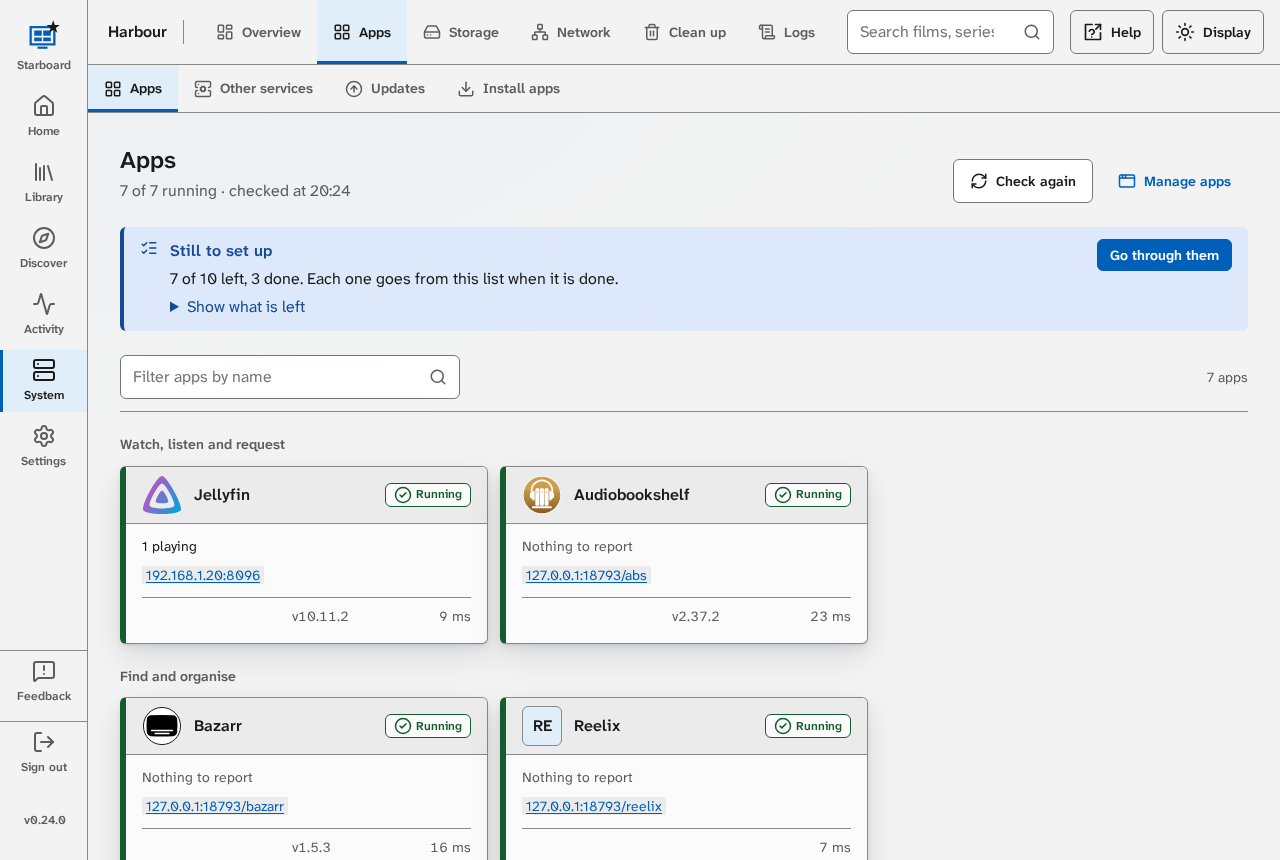 Starboard
Home
Library
Discover
Activity
System
Settings
Feedback
Sign out
v0.24.0
Harbour
Overview
Apps
Storage
Network
Clean up
Logs
Search films, series
Help
Display
Apps
Other services
Updates
Install apps
Apps
7 of 7 running · checked at 20:24
Check again
Manage apps
Still to set up
7 of 10 left, 3 done. Each one goes from this list when it is done.
Show what is left
Go through them
Filter apps by name
7 apps
Watch, listen and request
Jellyfin
Running
1 playing
192.168.1.20:8096
v10.11.2
9 ms
Audiobookshelf
Running
Nothing to report
127.0.0.1:18793/abs
v2.37.2
23 ms
Find and organise
Bazarr
Running
Nothing to report
127.0.0.1:18793/bazarr
v1.5.3
16 ms
RE
Reelix
Running
Nothing to report
127.0.0.1:18793/reelix
7 ms